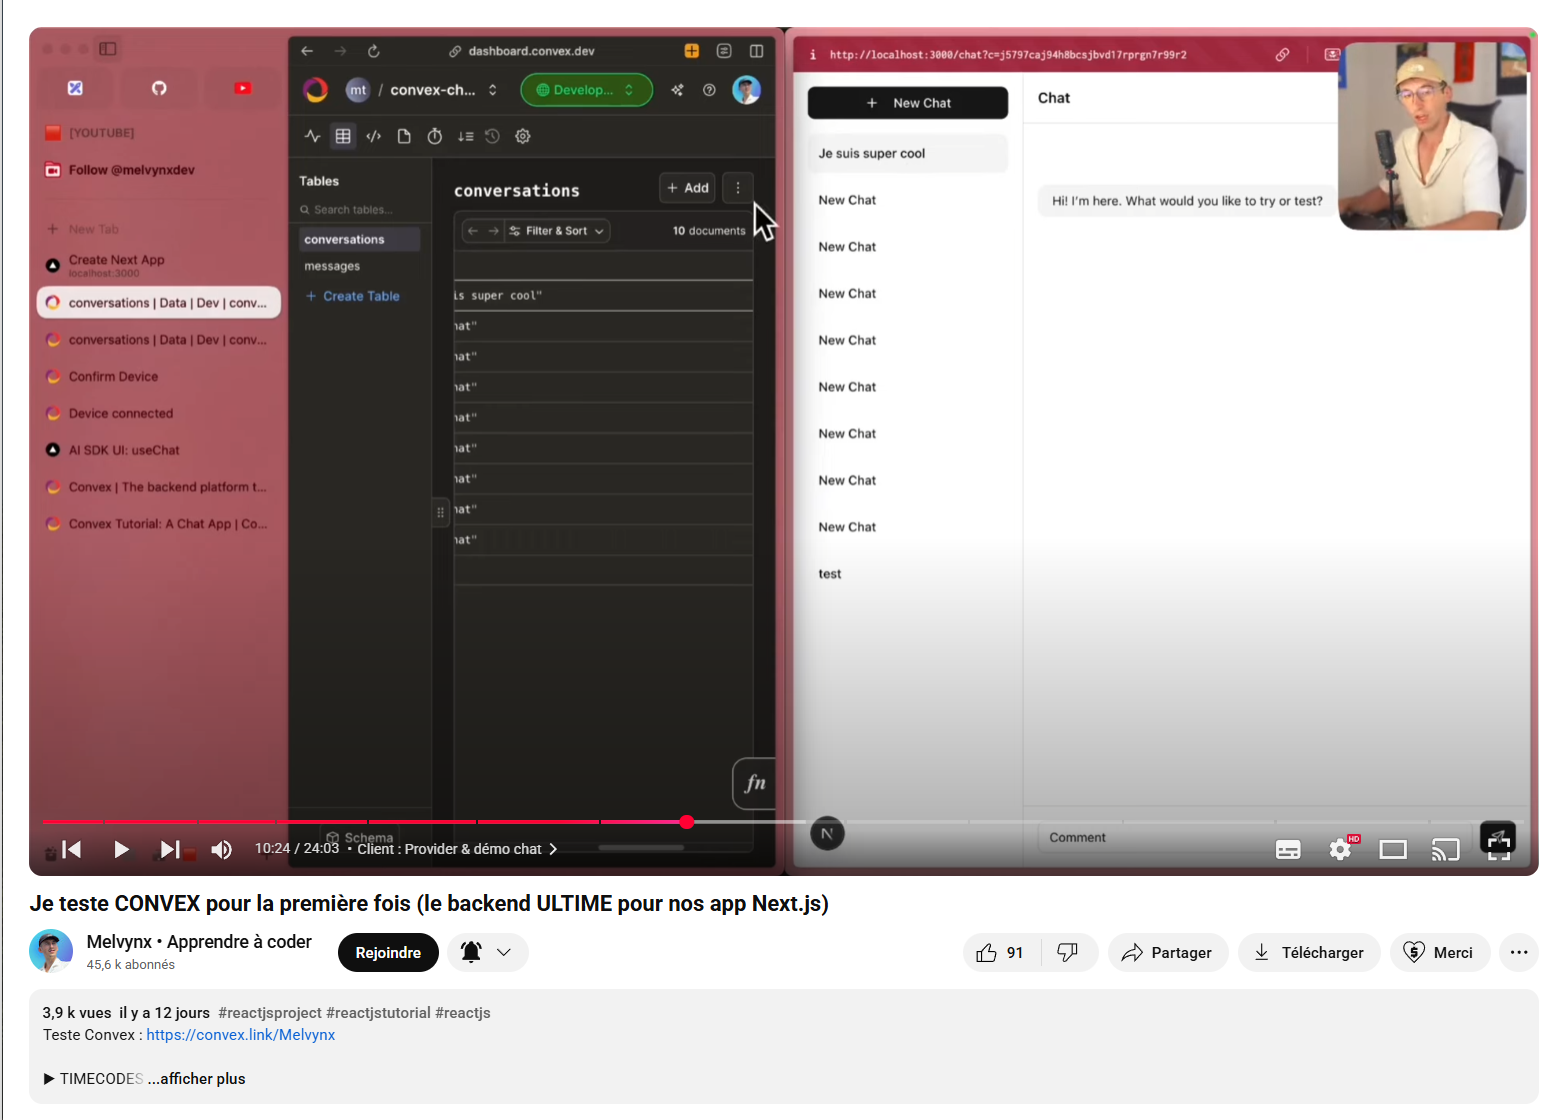 [YOUTUBE]
Follow @melvynxdev
New Tab
Create Next App
localhost:3000
conversations | Data | Dev | conv...
conversations | Data | Dev | conv...
Confirm Device
Device connected
AI SDK UI: useChat
Convex | The backend platform t...
Convex Tutorial: A Chat App | Co...
dashboard.convex.dev
mt / convex-ch... Develop...
Tables
Search tables...
conversations
messages
+ Create Table
conversations
+ Add
Filter & Sort
10 documents
is super cool"
hat"
hat"
hat"
hat"
hat"
hat"
hat"
hat"
fn
Schema
http://localhost:3000/chat?c=j5797caj94h8bcsjbvd17rprgn7r99r2
+ New Chat
Je suis super cool
New Chat
New Chat
New Chat
New Chat
New Chat
New Chat
New Chat
New Chat
test
Chat
Hi! I'm here. What would you like to try or test?
N
Comment
10:24 / 24:03 • Client : Provider & démo chat
HD
Je teste CONVEX pour la première fois (le backend ULTIME pour nos app Next.js)
Melvynx • Apprendre à coder
45,6 k abonnés
Rejoindre
91
Partager
Télécharger
Merci
3,9 k vues il y a 12 jours #reactjsproject #reactjstutorial #reactjs
Teste Convex : https://convex.link/Melvynx
▶ TIMECODES ...afficher plus